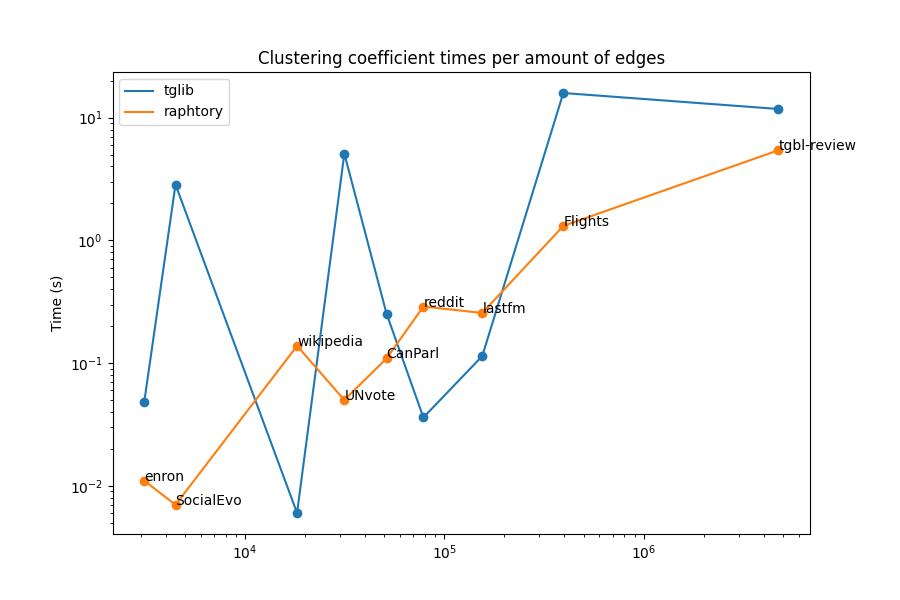 Clustering coefficient times per amount of edges
tglib
raphtory
Time (s)
10¹
10⁰
10⁻¹
10⁻²
tgbl-review
Flights
reddit
lastfm
wikipedia
CanParl
UNvote
enron
SocialEvo
10⁴
10⁵
10⁶